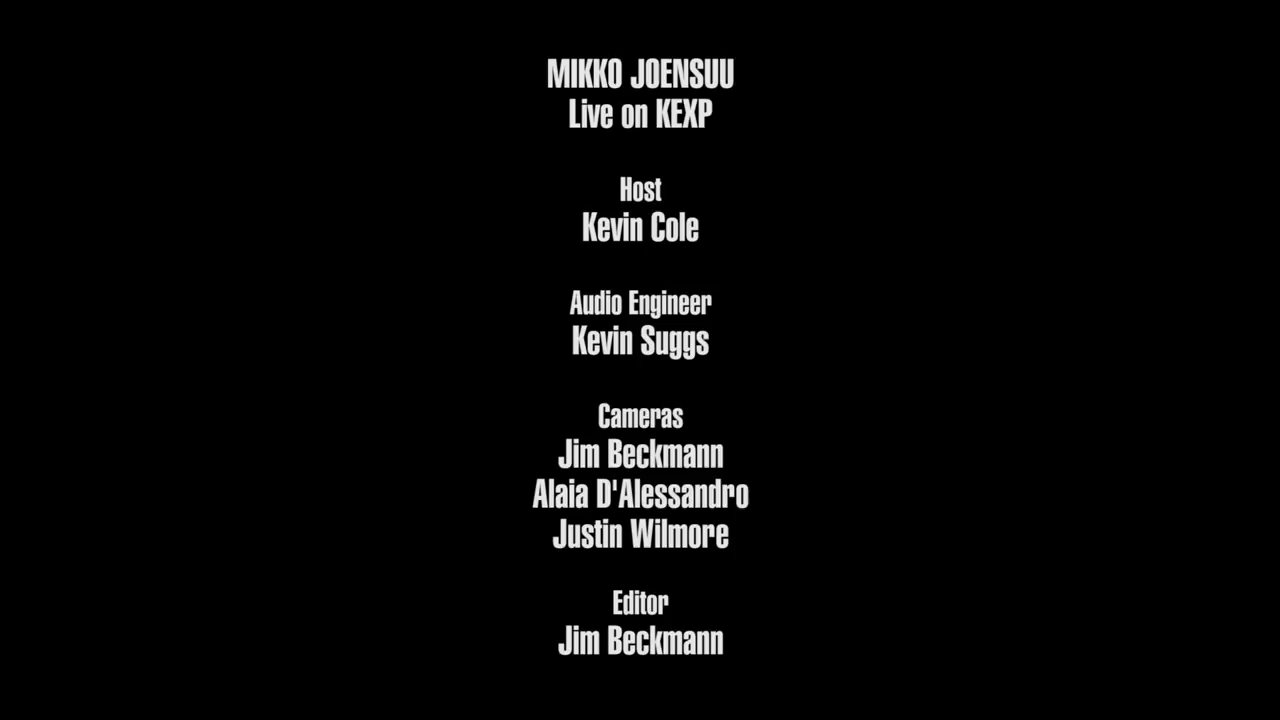 MIKKO JOENSUU
Live on KEXP
Host
Kevin Cole
Audio Engineer
Kevin Suggs
Cameras
Jim Beckmann
Alaia D'Alessandro
Justin Wilmore
Editor
Jim Beckmann